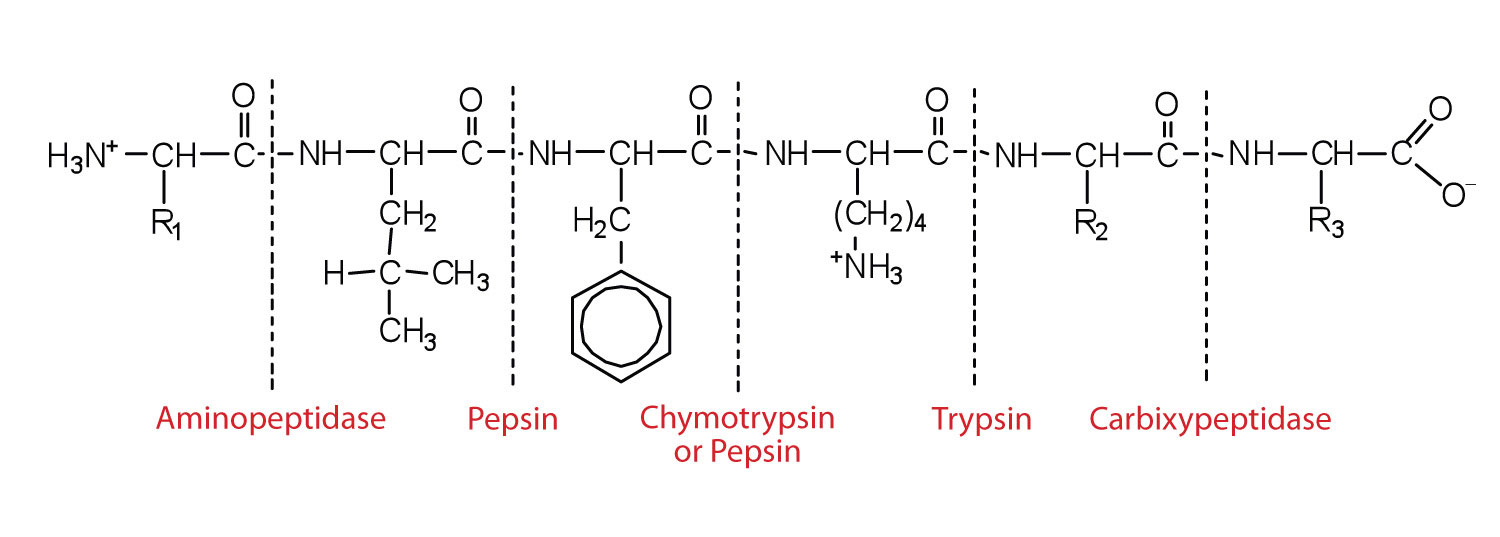 O O O O O O
H₃N⁺ CH C NH CH C NH CH C NH CH C NH CH C NH CH C
O⁻
R₁ CH₂ H₂C (CH₂)₄ R₂ R₃
H C CH₃ ⁺NH₃
CH₃
Aminopeptidase Pepsin Chymotrypsin Trypsin Carbixypeptidase
or Pepsin